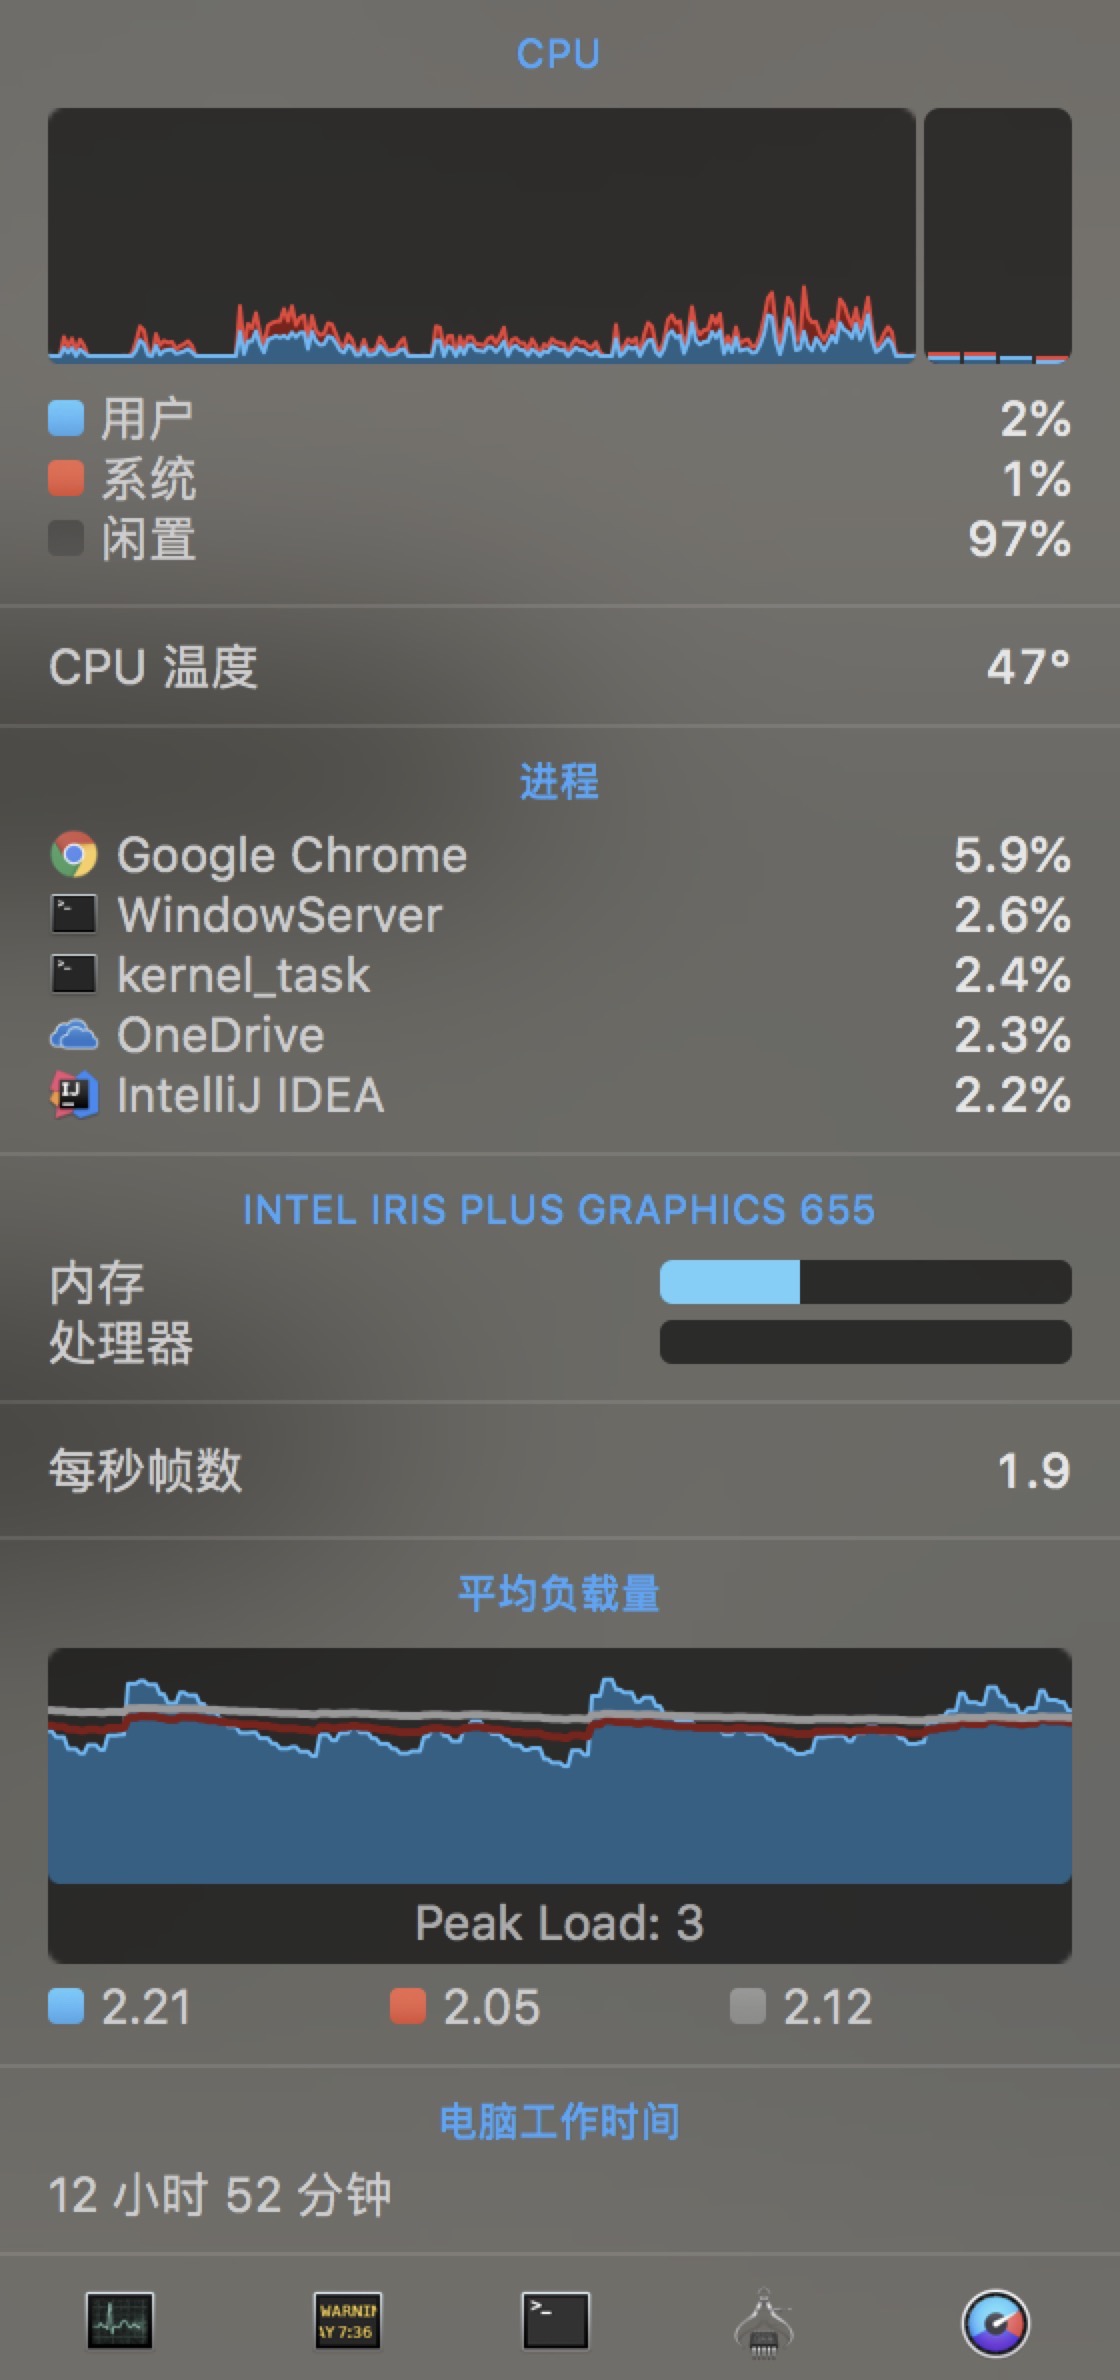 CPU
用户 2%
系统 1%
闲置 97%
CPU 温度 47°
进程
Google Chrome 5.9%
WindowServer 2.6%
kernel_task 2.4%
OneDrive 2.3%
IntelliJ IDEA 2.2%
INTEL IRIS PLUS GRAPHICS 655
内存
处理器
每秒帧数 1.9
平均负载量
Peak Load: 3
2.21 2.05 2.12
电脑工作时间
12 小时 52 分钟
WARNIN
AY 7:36